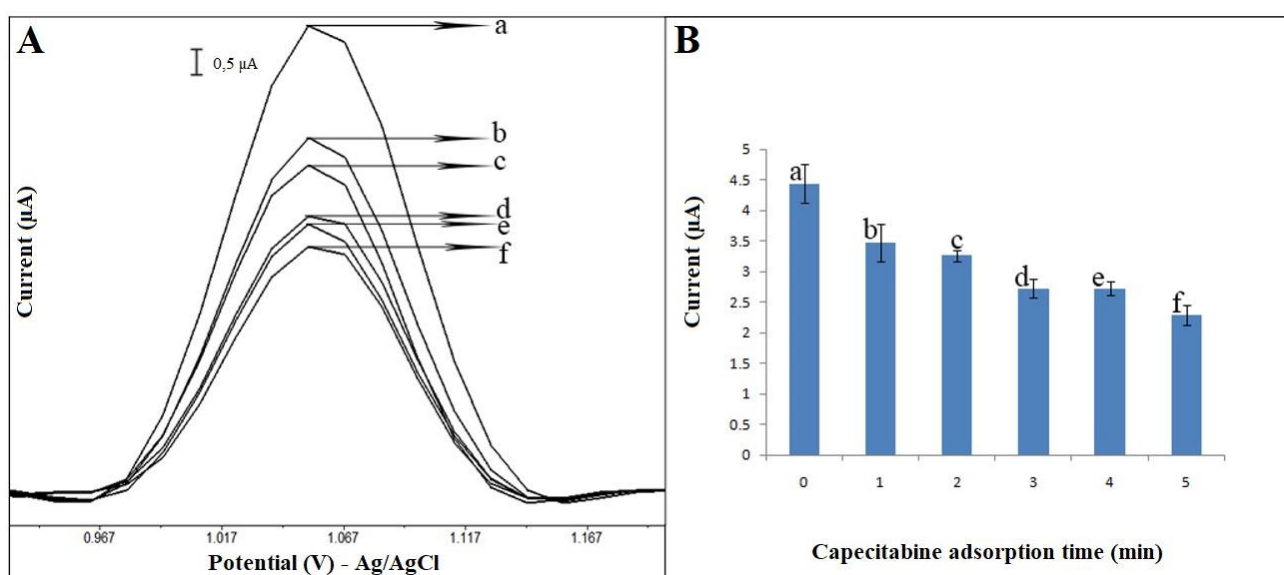 A
0,5 μA
a
b
c
d
e
f
Current (μA)
0.967
1.017
1.067
1.117
1.167
Potential (V) - Ag/AgCl
B
5
4.5
4
3.5
3
2.5
2
1.5
1
0.5
0
a
b
c
d
e
f
Current (μA)
0 1 2 3 4 5
Capecitabine adsorption time (min)